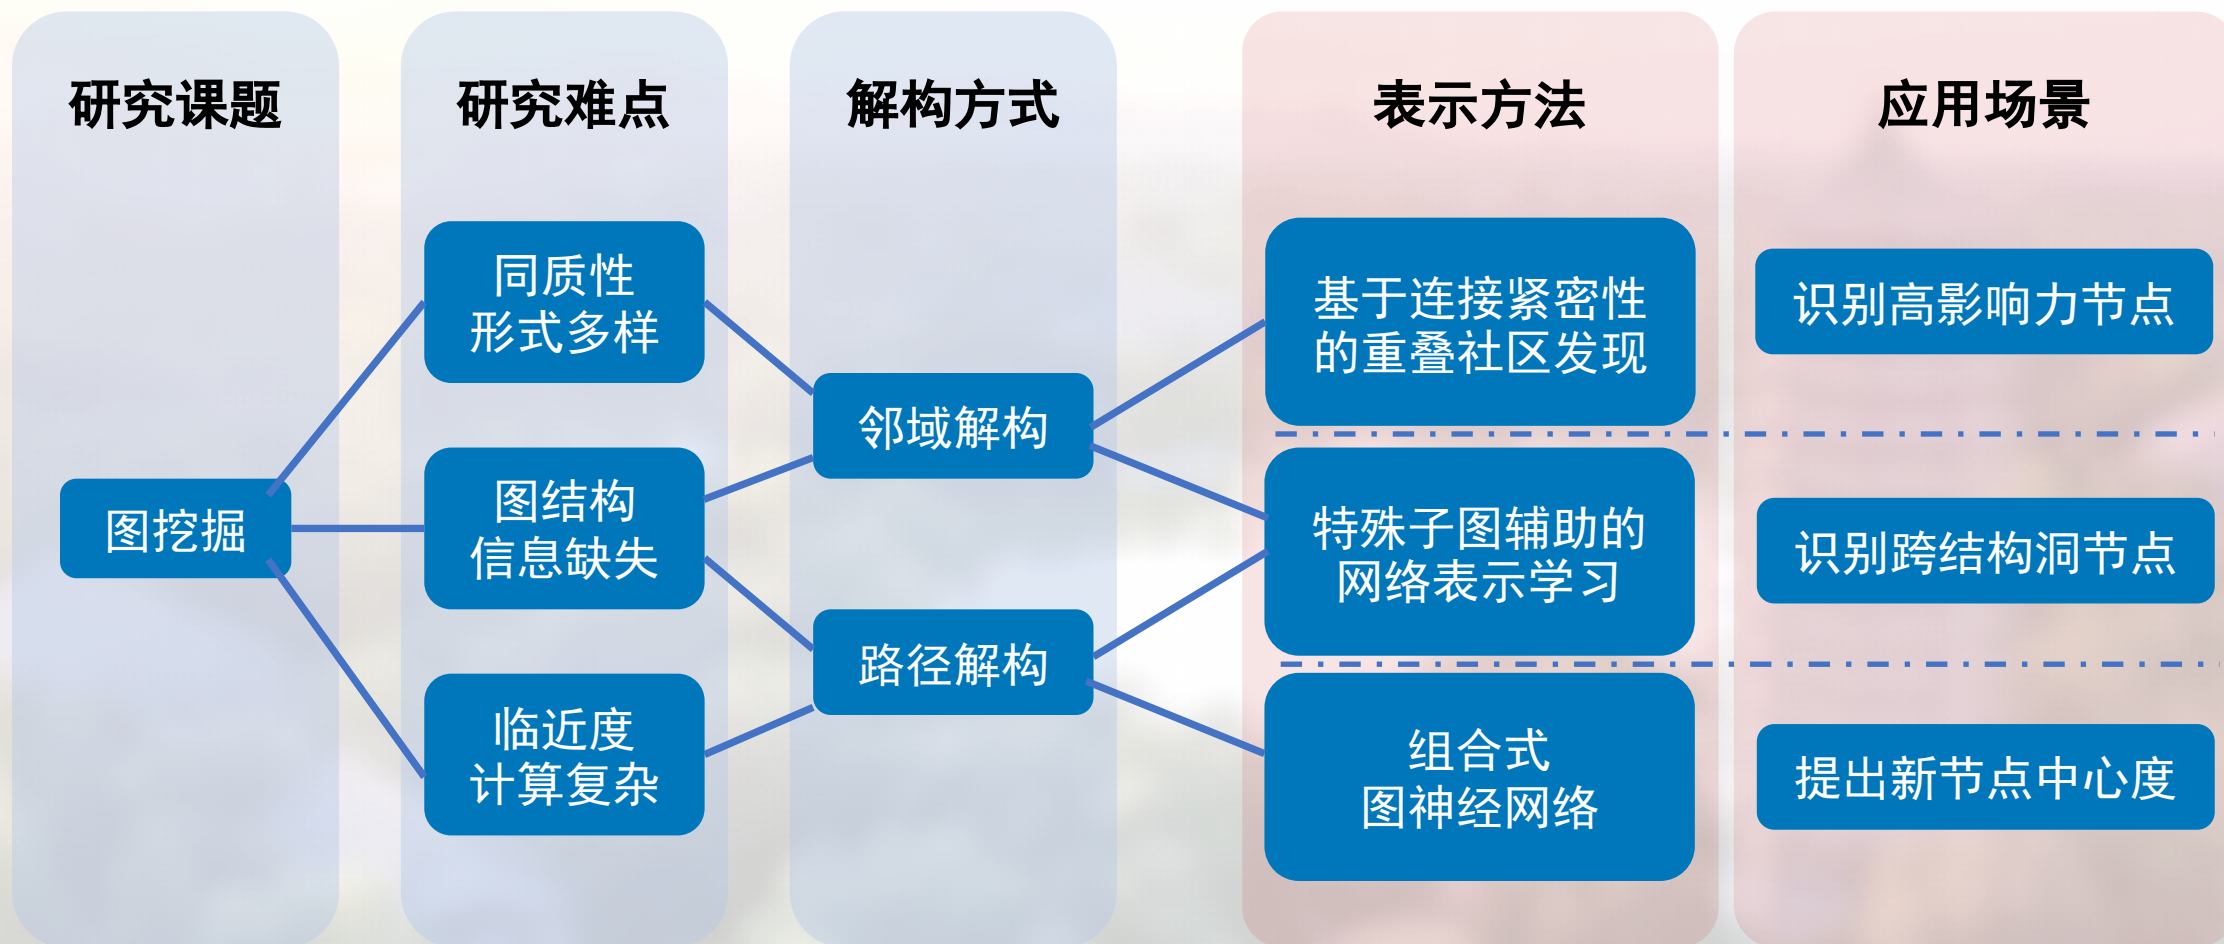 研究课题
研究难点
解构方式
表示方法
应用场景
图挖掘
同质性
形式多样
图结构
信息缺失
临近度
计算复杂
邻域解构
路径解构
基于连接紧密性
的重叠社区发现
特殊子图辅助的
网络表示学习
组合式
图神经网络
识别高影响力节点
识别跨结构洞节点
提出新节点中心度